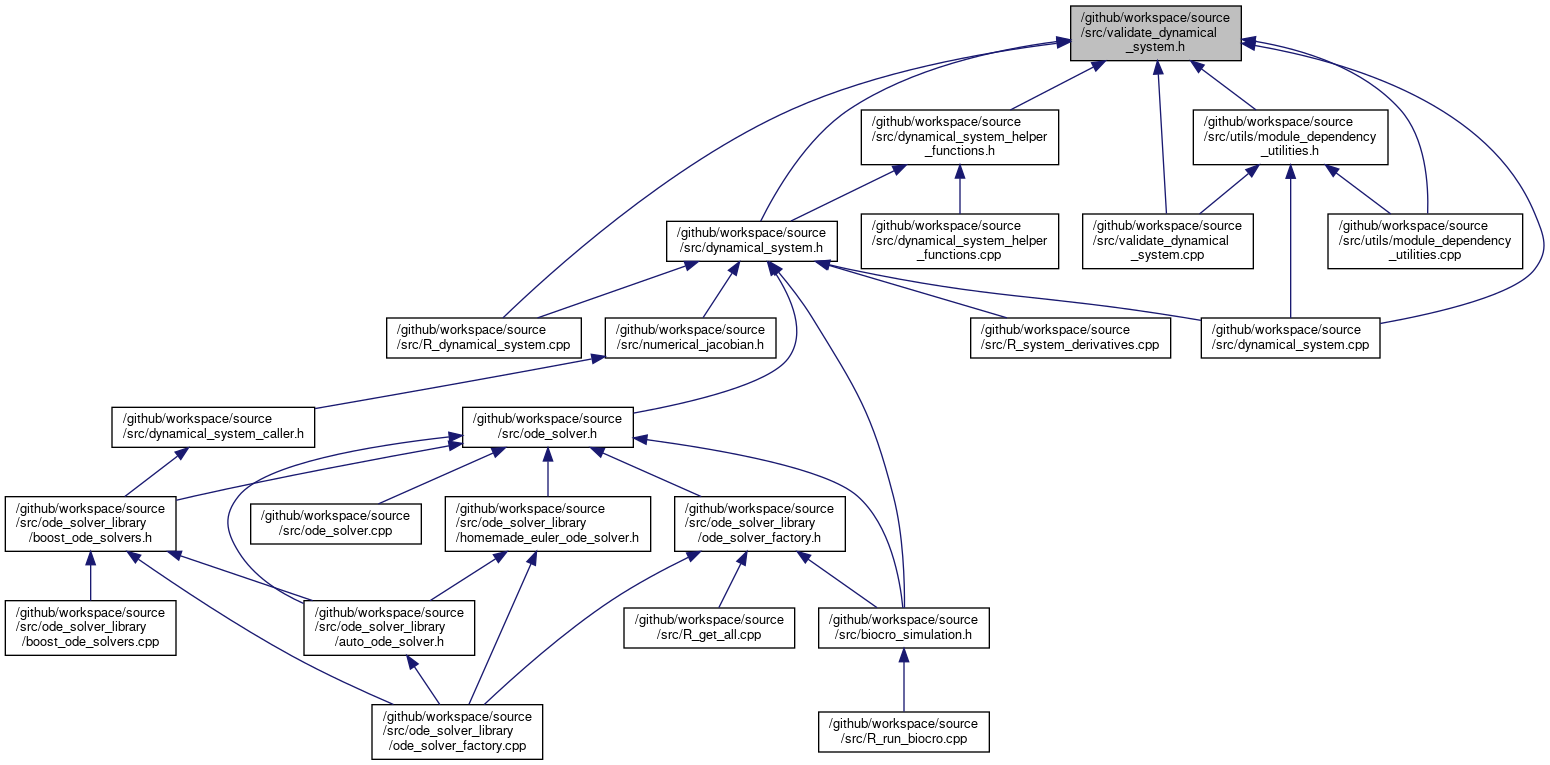 /github/workspace/source
/src/validate_dynamical
_system.h
/github/workspace/source
/src/dynamical_system_helper
_functions.h
/github/workspace/source
/src/utils/module_dependency
_utilities.h
/github/workspace/source
/src/dynamical_system.h
/github/workspace/source
/src/dynamical_system_helper
_functions.cpp
/github/workspace/source
/src/validate_dynamical
_system.cpp
/github/workspace/source
/src/utils/module_dependency
_utilities.cpp
/github/workspace/source
/src/R_dynamical_system.cpp
/github/workspace/source
/src/numerical_jacobian.h
/github/workspace/source
/src/R_system_derivatives.cpp
/github/workspace/source
/src/dynamical_system.cpp
/github/workspace/source
/src/dynamical_system_caller.h
/github/workspace/source
/src/ode_solver.h
/github/workspace/source
/src/ode_solver_library
/boost_ode_solvers.h
/github/workspace/source
/src/ode_solver.cpp
/github/workspace/source
/src/ode_solver_library
/homemade_euler_ode_solver.h
/github/workspace/source
/src/ode_solver_library
/ode_solver_factory.h
/github/workspace/source
/src/ode_solver_library
/boost_ode_solvers.cpp
/github/workspace/source
/src/ode_solver_library
/auto_ode_solver.h
/github/workspace/source
/src/R_get_all.cpp
/github/workspace/source
/src/biocro_simulation.h
/github/workspace/source
/src/ode_solver_library
/ode_solver_factory.cpp
/github/workspace/source
/src/R_run_biocro.cpp